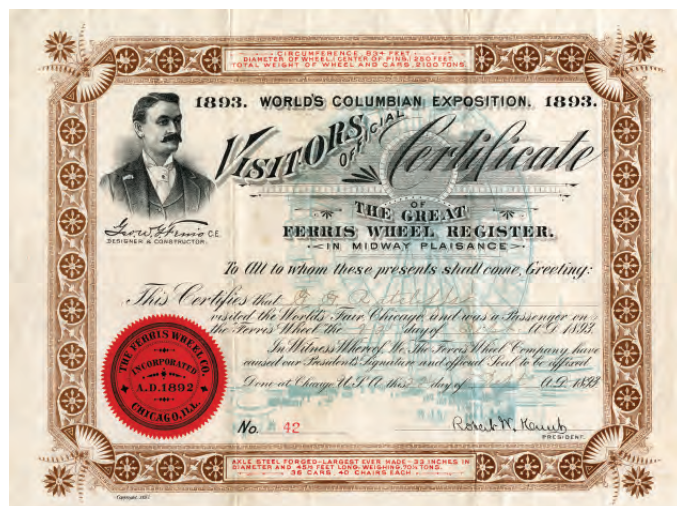 CIRCUMFERENCE, 834 FEET.
DIAMETER OF WHEEL (CENTER OF PINS) 250 FEET
TOTAL WEIGHT OF WHEEL AND CARS, 2100 TONS.
1893. WORLD'S COLUMBIAN EXPOSITION. 1893.
VISITORS OFFICIAL Certificate
OF
THE GREAT
FERRIS WHEEL REGISTER.
IN MIDWAY PLAISANCE
Geo. W. G. Ferris C.E.
DESIGNER & CONSTRUCTOR.
To All to whom these presents shall come, Greeting:
This Certifies that
visited the World's Fair Chicago and was a Passenger on
the Ferris Wheel the day of A.D. 1893.
In Witness Whereof, We, The Ferris Wheel Company have
caused our President's Signature and official Seal to be affixed.
Done at Chicago U.S.A. this day of A.D. 1893
THE FERRIS WHEEL CO.
INCORPORATED
A.D. 1892
CHICAGO, ILL.
No. 42
PRESIDENT.
AXLE STEEL FORGED-LARGEST EVER MADE-33 INCHES IN
DIAMETER AND 45½ FEET LONG, WEIGHING, 70½ TONS.
36 CARS 40 CHAIRS EACH.